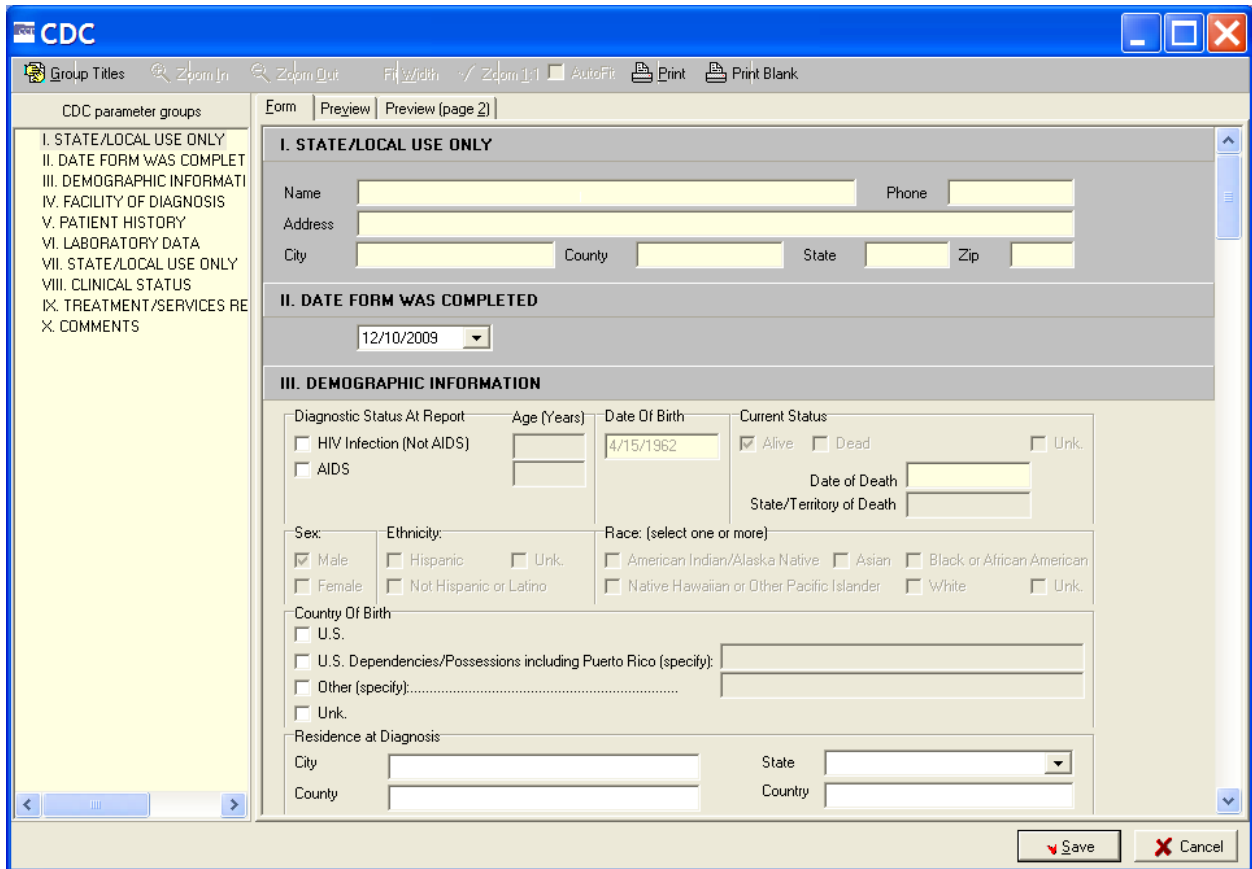 CDC
Group Titles Zoom In Zoom Out Fit Width Zoom 1:1 AutoFit Print Print Blank
CDC parameter groups
I. STATE/LOCAL USE ONLY
II. DATE FORM WAS COMPLET
III. DEMOGRAPHIC INFORMATI
IV. FACILITY OF DIAGNOSIS
V. PATIENT HISTORY
VI. LABORATORY DATA
VII. STATE/LOCAL USE ONLY
VIII. CLINICAL STATUS
IX. TREATMENT/SERVICES RE
X. COMMENTS
Form Preview Preview (page 2)
I. STATE/LOCAL USE ONLY
Name Phone
Address
City County State Zip
II. DATE FORM WAS COMPLETED
12/10/2009
III. DEMOGRAPHIC INFORMATION
Diagnostic Status At Report Age (Years) Date Of Birth Current Status
HIV Infection (Not AIDS) 4/15/1962 Alive Dead Unk.
AIDS
Date of Death
State/Territory of Death
Sex: Ethnicity: Race: (select one or more)
Male Hispanic Unk. American Indian/Alaska Native Asian Black or African American
Female Not Hispanic or Latino Native Hawaiian or Other Pacific Islander White Unk.
Country Of Birth
U.S.
U.S. Dependencies/Possessions including Puerto Rico (specify):
Other (specify):..................................................................
Unk.
Residence at Diagnosis
City State
County Country
Save Cancel